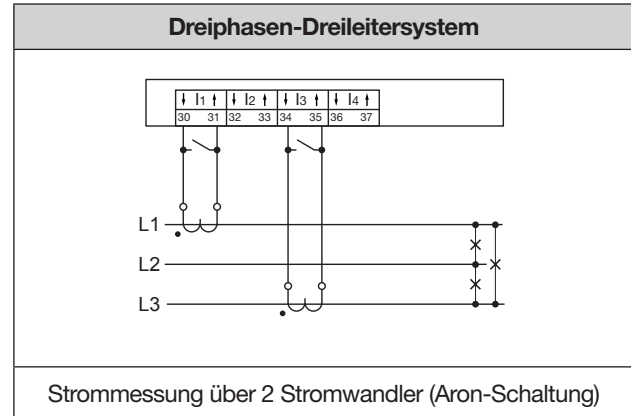 Dreiphasen-Dreileitersystem
I1 I2 I3 I4
30 31 32 33 34 35 36 37
L1
L2
L3
Strommessung über 2 Stromwandler (Aron-Schaltung)